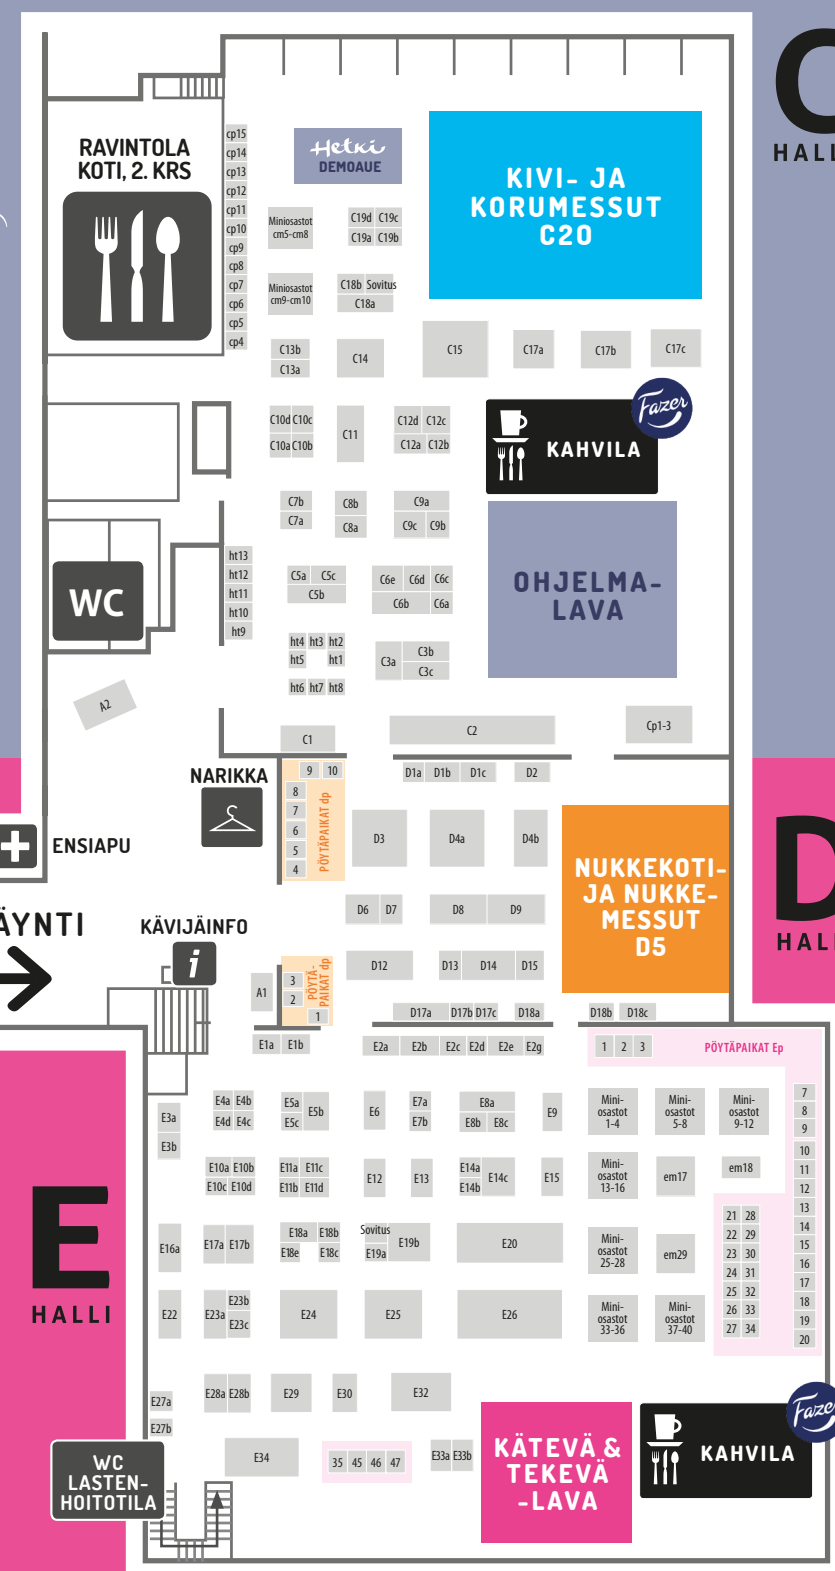 C
HALLI
RAVINTOLA
KOTI, 2. KRS
cp15
cp14
cp13
cp12
cp11
cp10
cp9
cp8
cp7
cp6
cp5
cp4
Hetki
DEMOAUE
KIVI- JA
KORUMESSUT
C20
Miniosastot
cm5-cm8
C19d C19c
C19a C19b
Miniosastot
cm9-cm10
C18b Sovitus
C18a
C13b
C13a
C14
C15
C17a
C17b
C17c
Fazer
KAHVILA
C10d C10c
C10a C10b
C11
C12d C12c
C12a C12b
C7b
C7a
C8b
C8a
C9a
C9c C9b
OHJELMA-
LAVA
WC
ht13
ht12
ht11
ht10
ht9
C5a C5c
C5b
C6e C6d C6c
C6b C6a
ht4 ht3 ht2
ht5 ht1
ht6 ht7 ht8
C3a
C3b
C3c
A2
C1
C2
Cp1-3
NARIKKA
9 10
8
7
6
5
4
PÖYTÄPAIKAT dp
D1a D1b D1c D2
D3
D4a
D4b
NUKKEKOTI-
JA NUKKE-
MESSUT
D5
D
HALLI
ENSIAPU
ÄYNTI
KÄVIJÄINFO
i
D6 D7
D8 D9
D12
D13 D14 D15
A1
3
2
1
PÖYTÄ-
PAIKAT dp
D17a D17b D17c D18a
D18b D18c
E1a E1b
E2a E2b E2c E2d E2e E2g
1 2 3
PÖYTÄPAIKAT Ep
E3a
E3b
E4a E4b
E4d E4c
E5a
E5c
E5b
E6
E7a
E7b
E8a
E8b E8c
E9
Mini-
osastot
1-4
Mini-
osastot
5-8
Mini-
osastot
9-12
7
8
9
10
11
12
13
14
15
16
17
18
19
20
E10a E10b
E10c E10d
E11a E11c
E11b E11d
E12
E13
E14a
E14b
E14c
E15
Mini-
osastot
13-16
em17
em18
E
HALLI
E16a
E17a E17b
E18a E18b
E18e E18c
Sovitus
E19a
E19b
E20
Mini-
osastot
25-28
em29
21 28
22 29
23 30
24 31
25 32
26 33
27 34
E22
E23a
E23b
E23c
E24
E25
E26
Mini-
osastot
33-36
Mini-
osastot
37-40
E27a
E27b
E28a E28b
E29
E30
E32
E34
35 45 46 47
E33a E33b
KÄTEVÄ &
TEKEVÄ
-LAVA
Fazer
KAHVILA
WC
LASTEN-
HOITOTILA